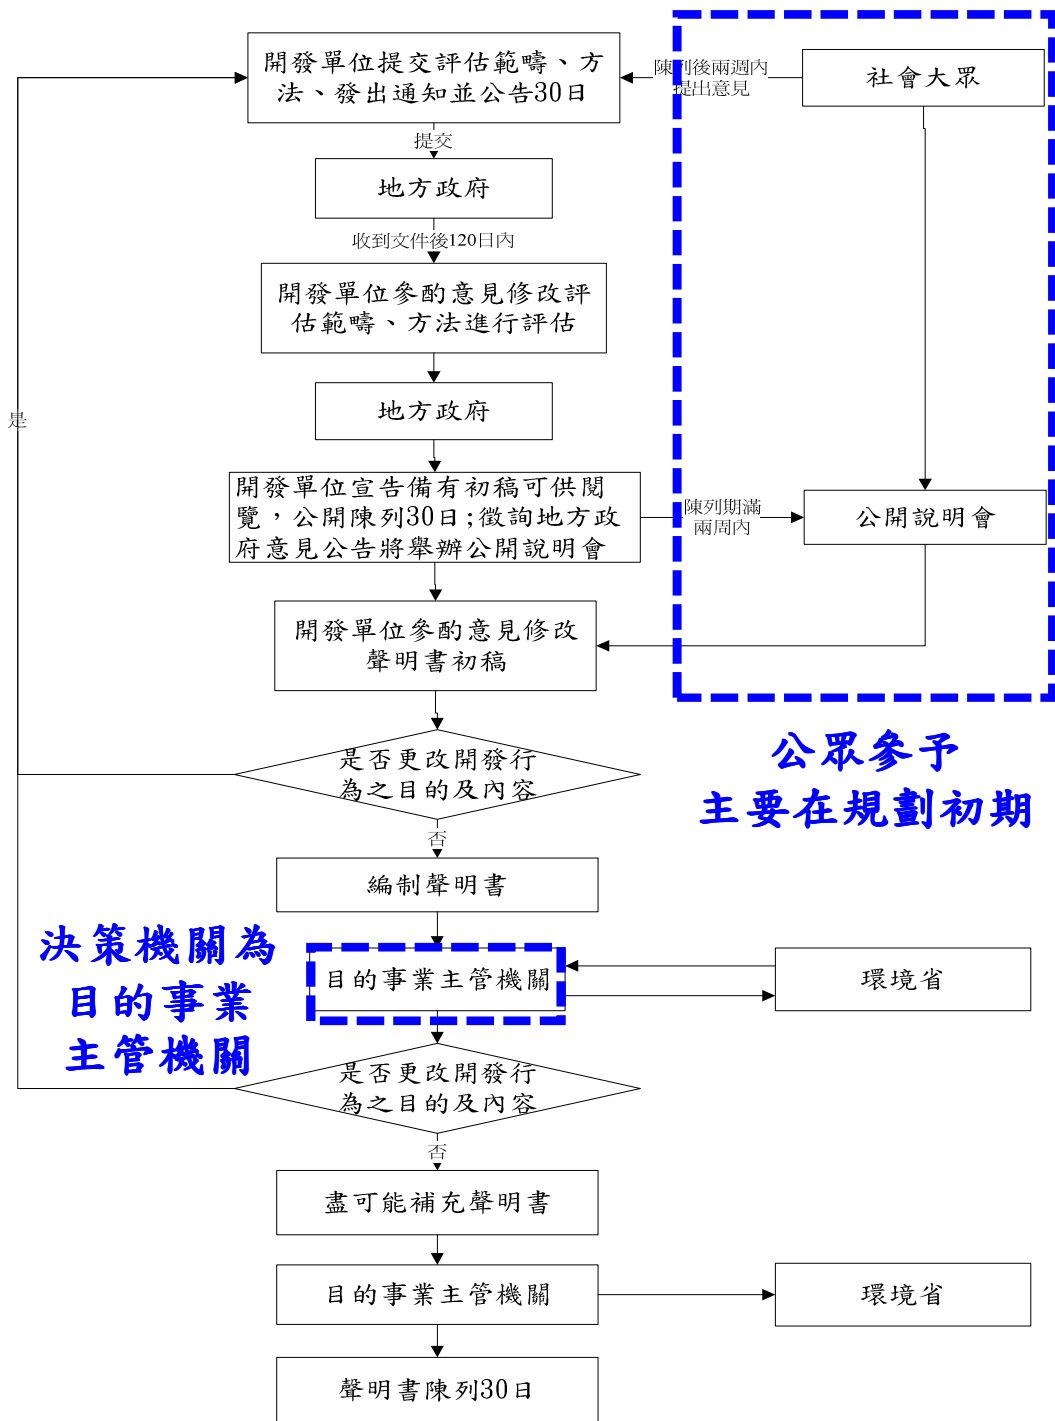 開發單位提交評估範疇、方
法、發出通知並公告30日
陳列後兩週內
提出意見
社會大眾
提交
地方政府
收到文件後120日內
開發單位參酌意見修改評
估範疇、方法進行評估
地方政府
是
開發單位宣告備有初稿可供閱
覽，公開陳列30日;徵詢地方政
府意見公告將舉辦公開說明會
陳列期滿
兩周內
公開說明會
開發單位參酌意見修改
聲明書初稿
是否更改開發行
為之目的及內容
公眾參予
主要在規劃初期
否
編制聲明書
決策機關為
目的事業
主管機關
目的事業主管機關
環境省
是否更改開發行
為之目的及內容
否
盡可能補充聲明書
目的事業主管機關
環境省
聲明書陳列30日